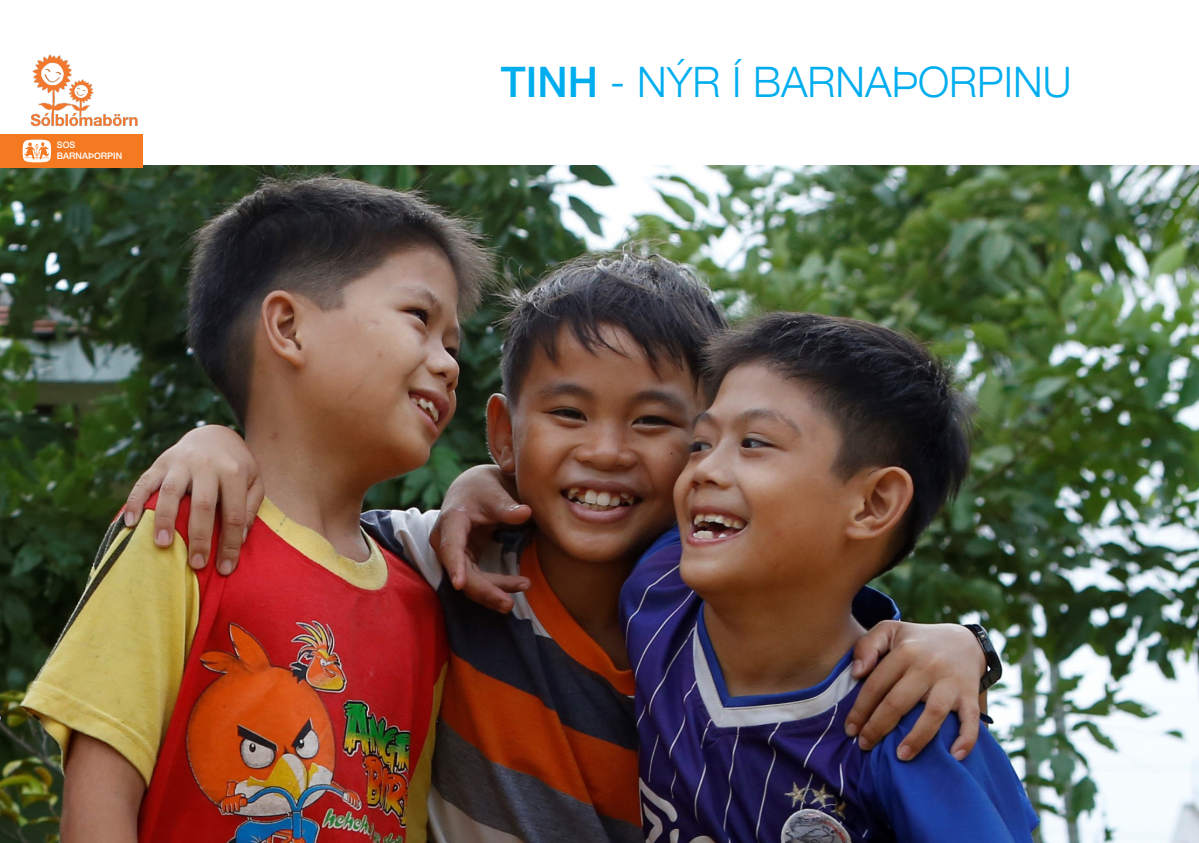 TINH - NÝR Í BARNAÞORPINU
Sólblómabörn
SOS
BARNAÞORPIN